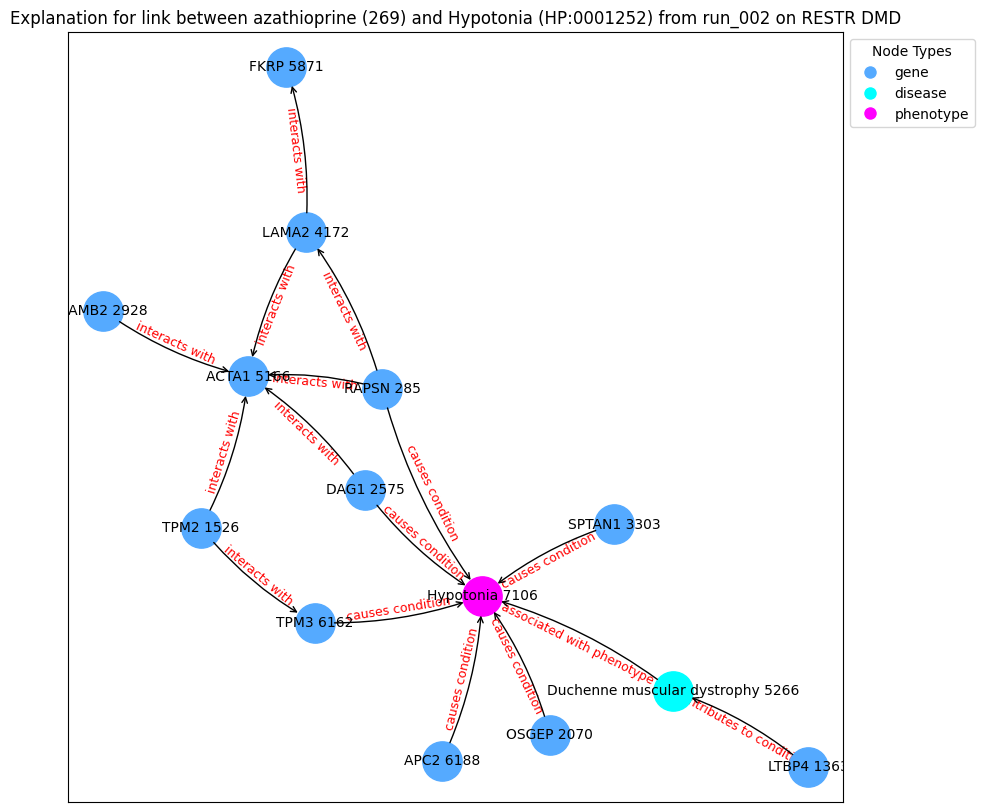 Explanation for link between azathioprine (269) and Hypotonia (HP:0001252) from run_002 on RESTR DMD
Node Types
gene
disease
phenotype
FKRP 5871
interacts with
LAMA2 4172
interacts with
interacts with
AMB2 2928
interacts with
ACTA1 5156
interacts with
RAPSN 285
interacts with
interacts with
causes condition
DAG1 2575
causes condition
TPM2 1526
interacts with
SPTAN1 3303
causes condition
Hypotonia 7106
TPM3 6162
causes condition
associated with phenotype
causes condition
causes condition
Duchenne muscular dystrophy 5266
tributes to condit
OSGEP 2070
APC2 6188
LTBP4 1363